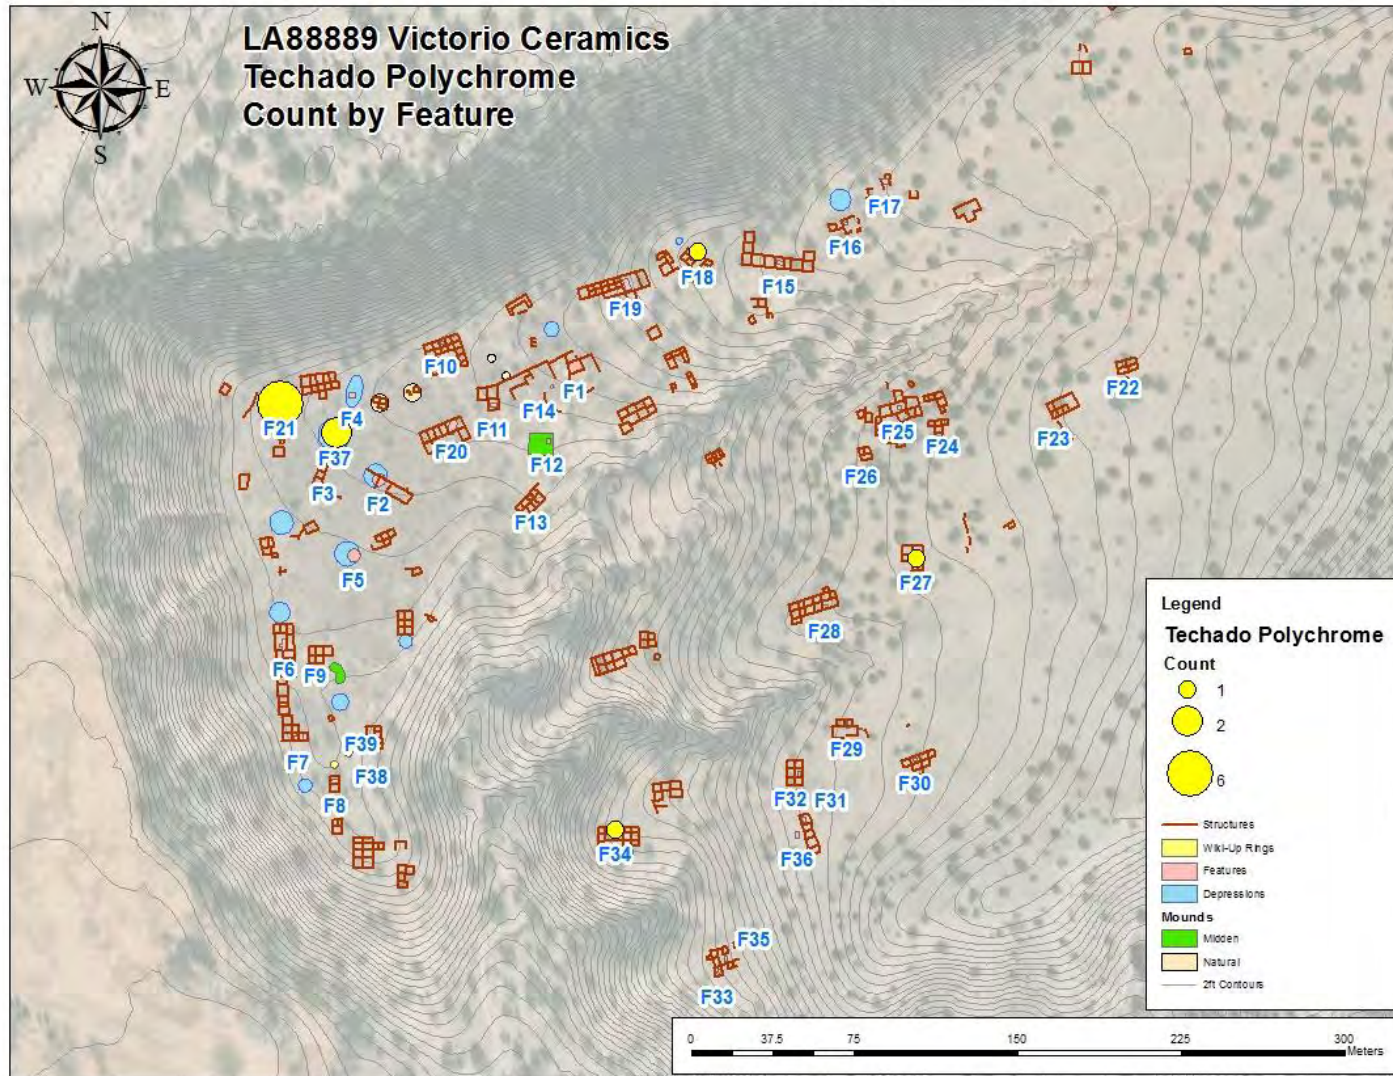 LA88889 Victorio Ceramics
Techado Polychrome
Count by Feature
N
W E
S
F17
F16
F18
F15
F19
F10
F1
F22
F4
F21
F14
F11
F23
F25
F24
F37
F20
F12
F26
F3
F2
F13
F5
F27
F28
F6
F9
F39
F29
F7
F38
F30
F8
F32
F31
F34
F36
F35
F33
Legend
Techado Polychrome
Count
1
2
6
Structures
Wiki-Up Rings
Features
Depressions
Mounds
Midden
Natural
2ft Contours
0 37.5 75 150 225 300
Meters